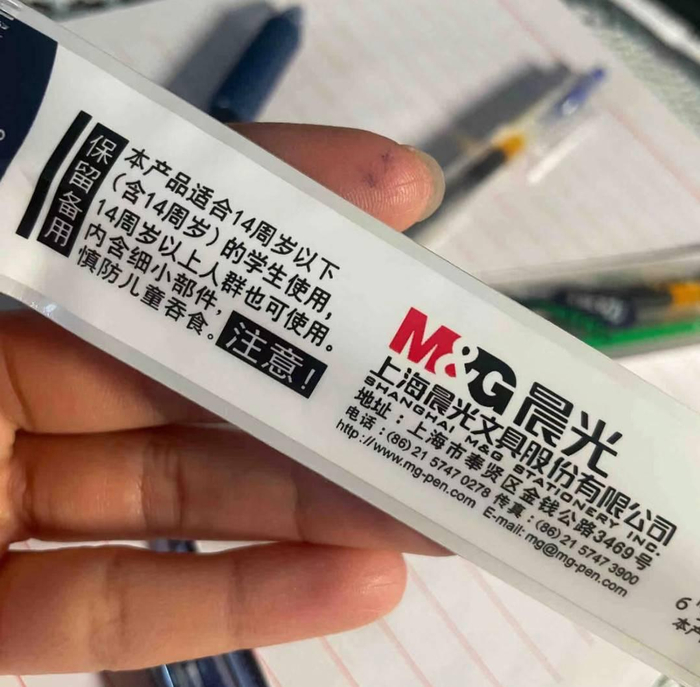 保留备用
本产品适合14周岁以下
（含14周岁）的学生使用，
14周岁以上人群也可使用。
内含细小部件，
慎防儿童吞食。
注意！
M&G 晨光
上海晨光文具股份有限公司
SHANGHAI M&G STATIONERY INC.
地址：上海市奉贤区金钱公路3469号
电话：(86) 21 5747 0278 传真：(86) 21 5747 3900
http://www.mg-pen.com E-mail: mg@mg-pen.com
6
本产